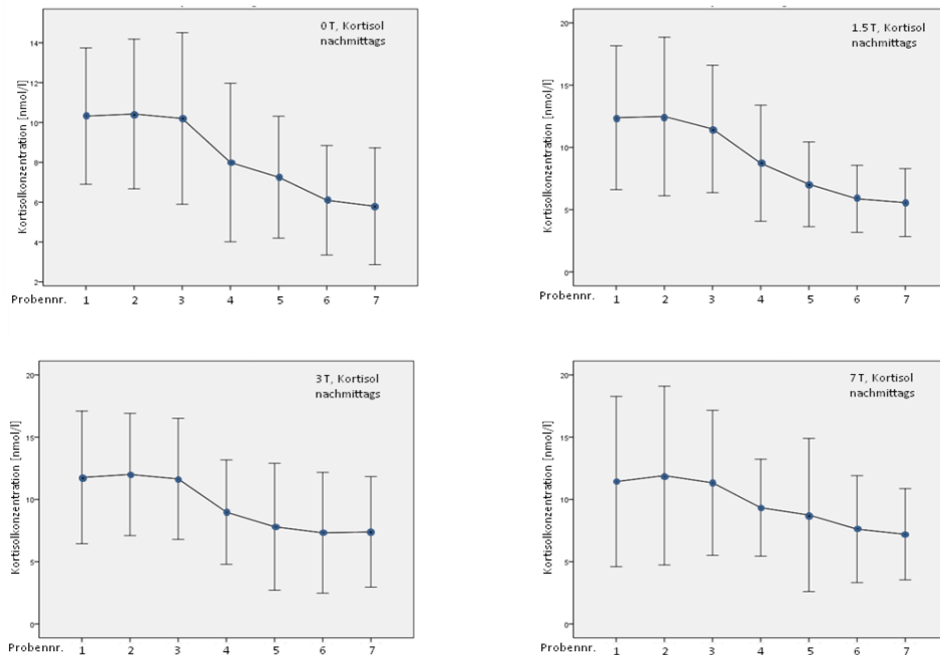 0T, Kortisol
nachmittags
Kortisolkonzentration [nmol/l]
14
12
10
8
6
4
2
Probennr. 1 2 3 4 5 6 7
1.5T, Kortisol
nachmittags
Kortisolkonzentration [nmol/l]
20
15
10
5
0
Probennr. 1 2 3 4 5 6 7
3T, Kortisol
nachmittags
Kortisolkonzentration [nmol/l]
20
15
10
5
0
Probennr. 1 2 3 4 5 6 7
7T, Kortisol
nachmittags
Kortisolkonzentration [nmol/l]
20
15
10
5
0
Probennr. 1 2 3 4 5 6 7